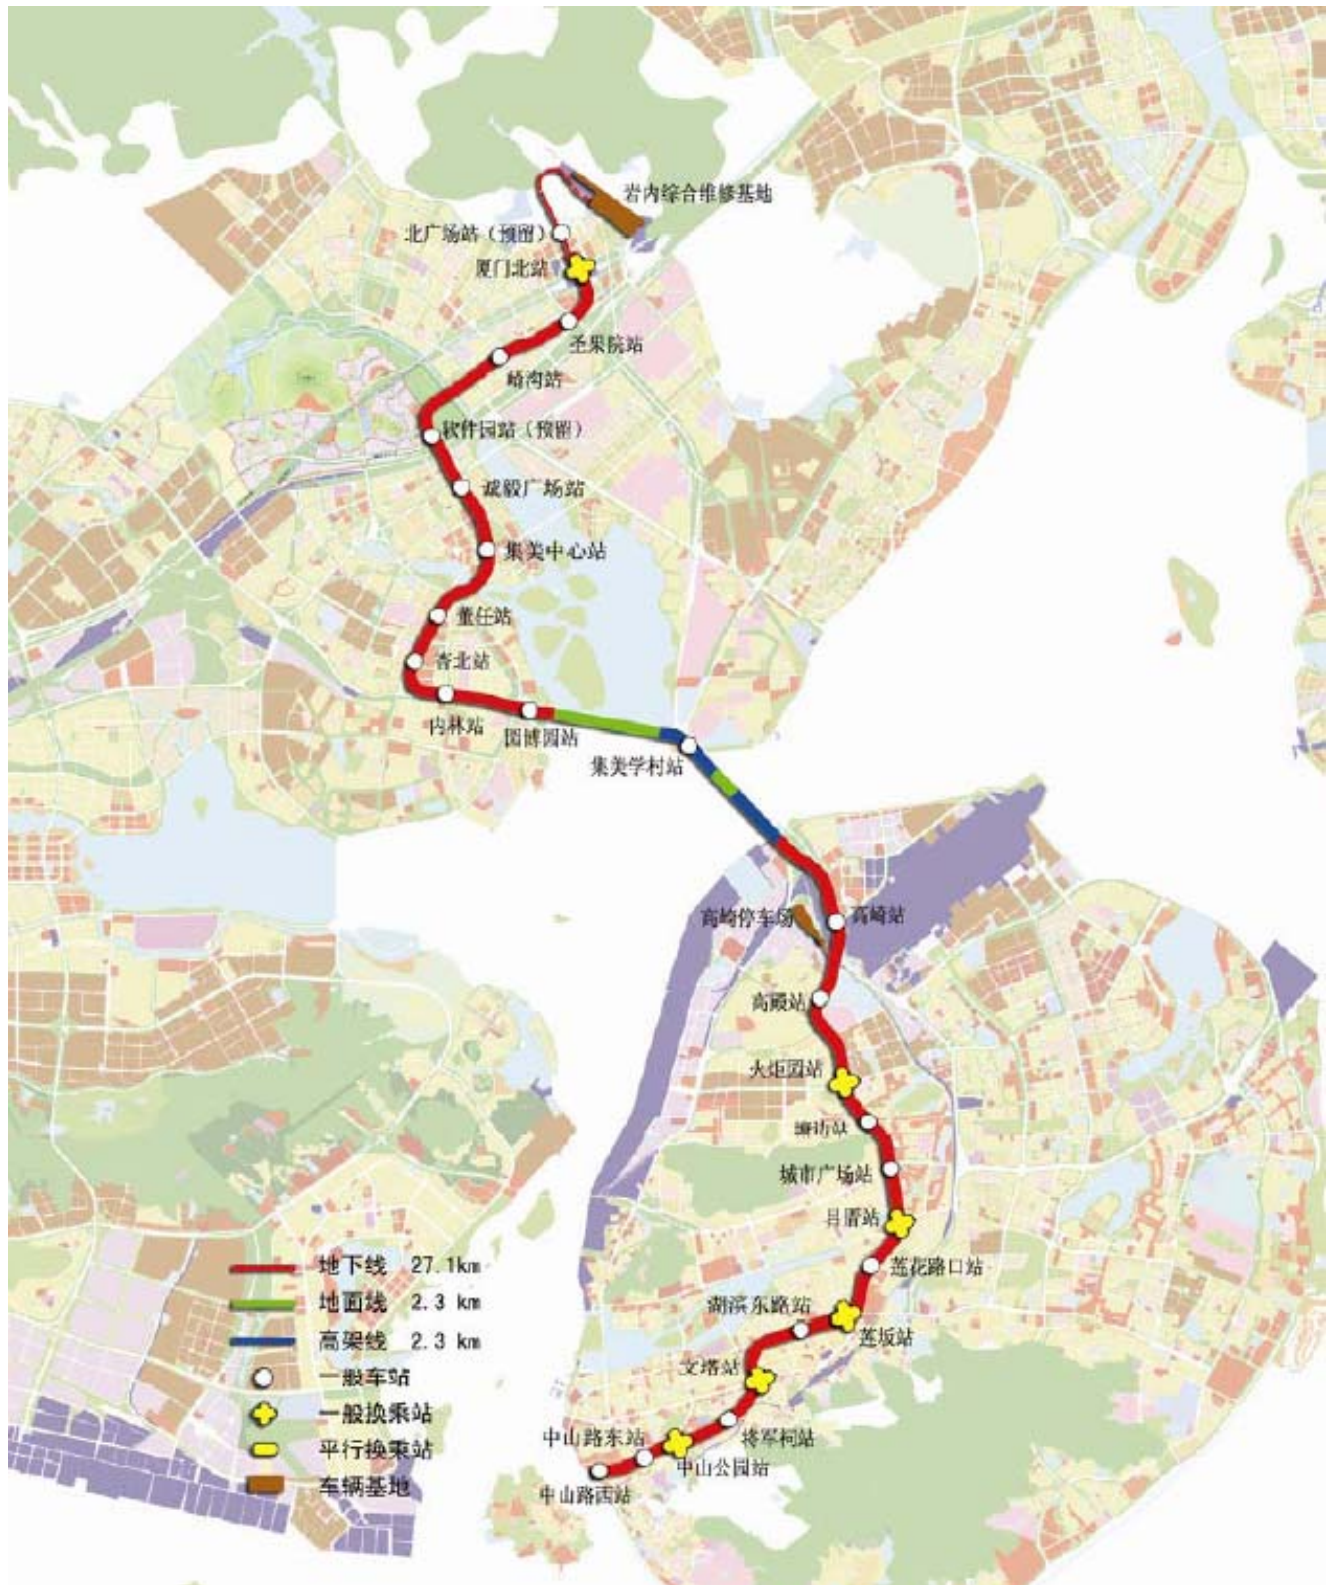 岩内综合维修基地
北广场站（预留）
厦门北站
圣果院站
崎沟站
软件园站（预留）
诚毅广场站
集美中心站
董任站
杏北站
内林站
园博园站
集美学村站
高崎停车场
高崎站
高殿站
火炬园站
城市广场站
吕厝站
莲花路口站
湖滨东路站
莲坂站
文塔站
将军祠站
中山路东站
中山公园站
中山路西站
地下线 27.1km
地面线 2.3 km
高架线 2.3 km
一般车站
一般换乘站
平行换乘站
车辆基地